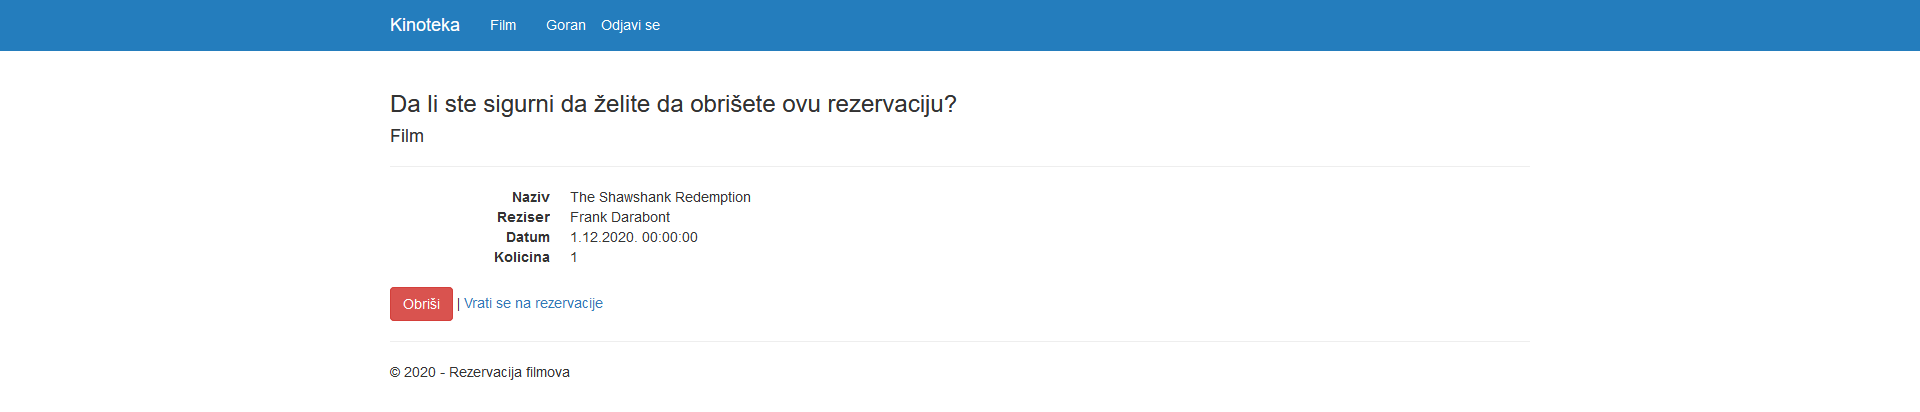 Kinoteka Film Goran Odjavi se
Da li ste sigurni da želite da obrišete ovu rezervaciju?
Film
Naziv The Shawshank Redemption
Reziser Frank Darabont
Datum 1.12.2020. 00:00:00
Kolicina 1
Obriši | Vrati se na rezervacije
© 2020 - Rezervacija filmova